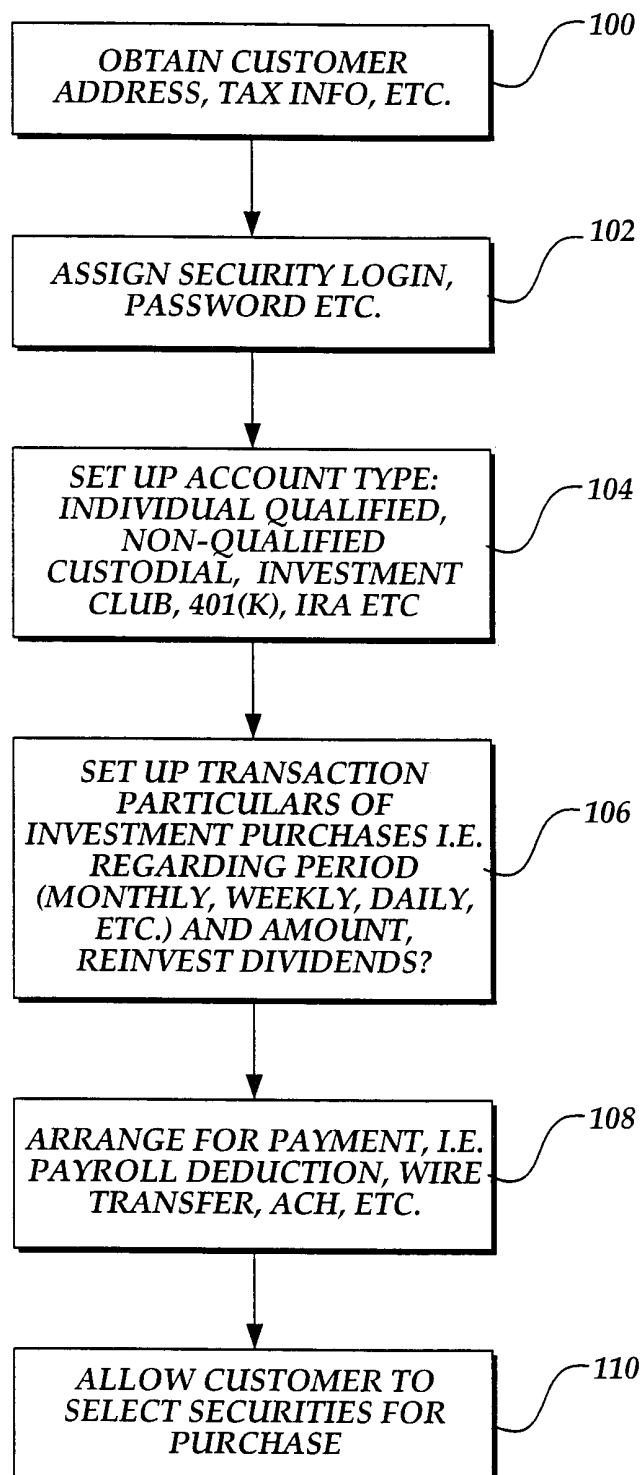 100
OBTAIN CUSTOMER
ADDRESS, TAX INFO, ETC.
102
ASSIGN SECURITY LOGIN,
PASSWORD ETC.
SET UP ACCOUNT TYPE:
104
INDIVIDUAL QUALIFIED,
NON-QUALIFIED
CUSTODIAL, INVESTMENT
CLUB, 401(K), IRA ETC
SET UP TRANSACTION
PARTICULARS OF
106
INVESTMENT PURCHASES I.E.
REGARDING PERIOD
(MONTHLY, WEEKLY, DAILY,
ETC.) AND AMOUNT,
REINVEST DIVIDENDS?
108
ARRANGE FOR PAYMENT, I.E.
PAYROLL DEDUCTION, WIRE
TRANSFER, ACH, ETC.
110
ALLOW CUSTOMER TO
SELECT SECURITIES FOR
PURCHASE